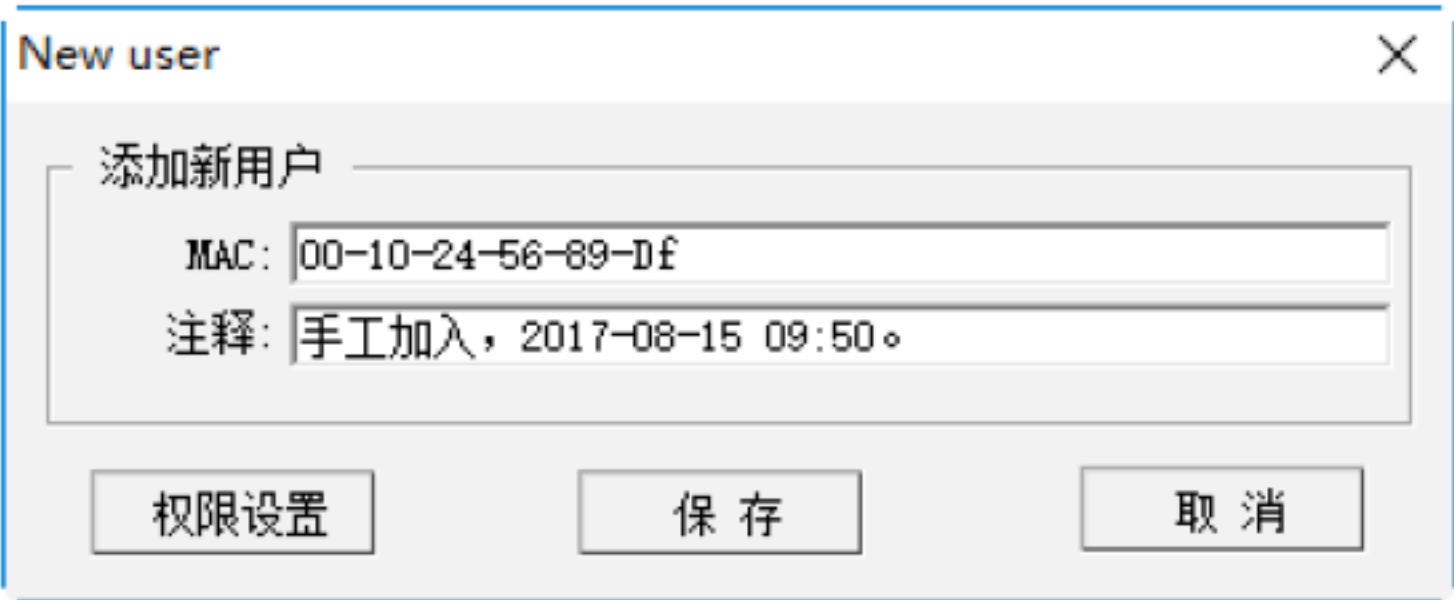 New user
添加新用户
MAC: 00-10-24-56-89-Df
注释: 手工加入，2017-08-15 09:50。
权限设置 保 存 取 消